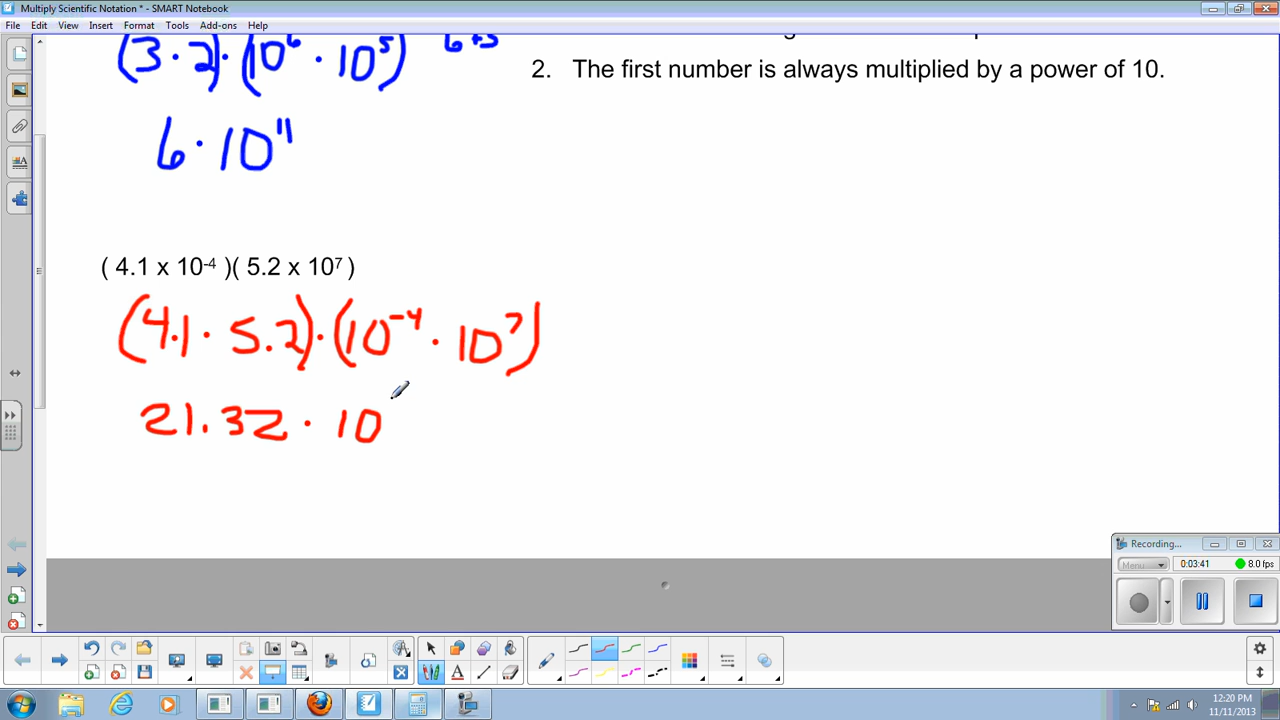 Multiply Scientific Notation * - SMART Notebook
File Edit View Insert Format Tools Add-ons Help
(3 · 2) · (10⁶ · 10⁵) 6+5
2. The first number is always multiplied by a power of 10.
6 · 10¹¹
( 4.1 x 10⁻⁴ )( 5.2 x 10⁷ )
(4.1 · 5.2) · (10⁻⁴ · 10⁷)
21.32 · 10
Recording...
Menu 0:03:41 8.0 fps
12:20 PM
11/11/2013